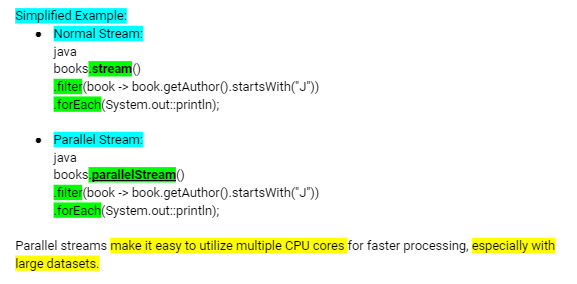 Simplified Example:
● Normal Stream:
java
books.stream()
.filter(book -> book.getAuthor().startsWith("J"))
.forEach(System.out::println);
● Parallel Stream:
java
books.parallelStream()
.filter(book -> book.getAuthor().startsWith("J"))
.forEach(System.out::println);
Parallel streams make it easy to utilize multiple CPU cores for faster processing, especially with
large datasets.